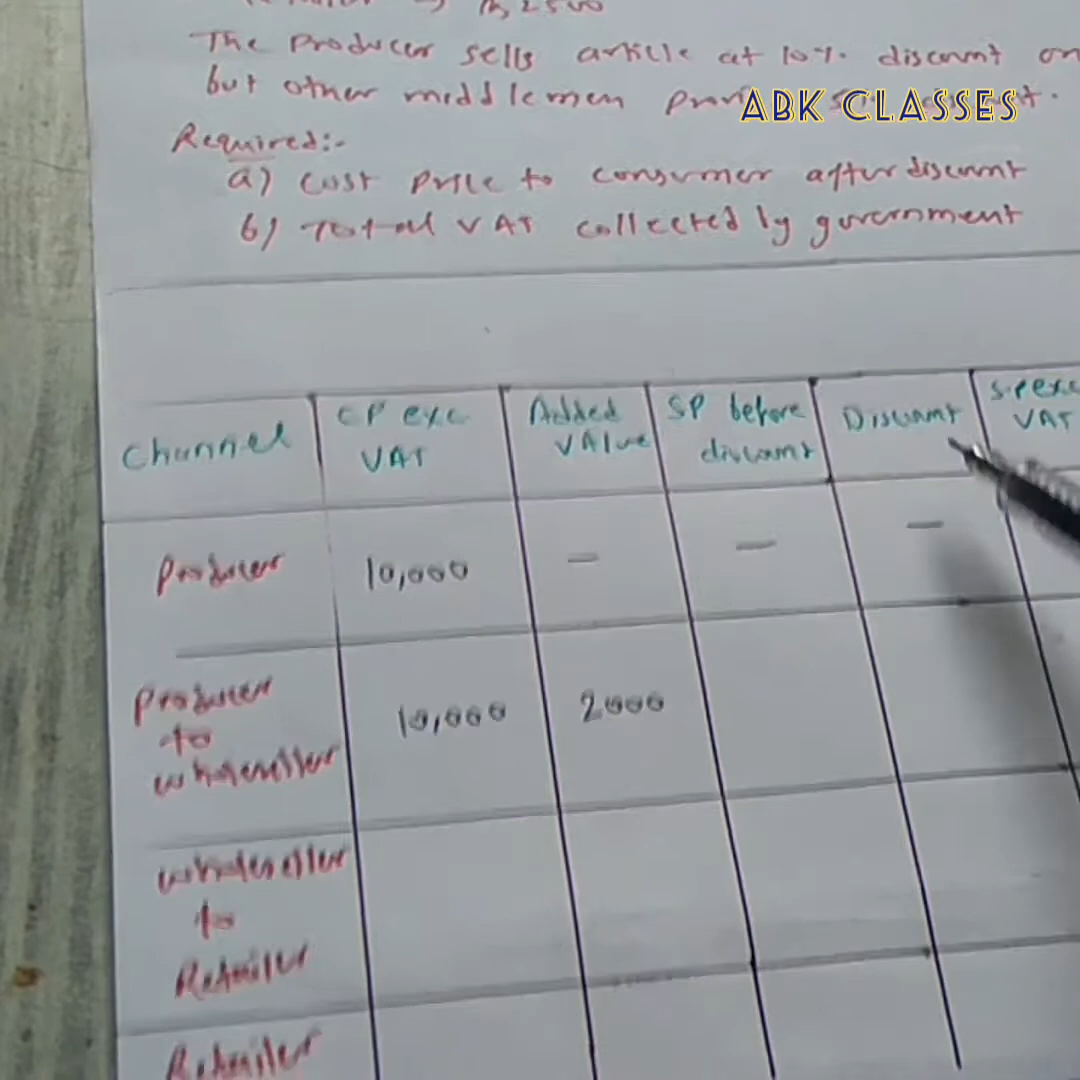 2500
The Producer sells article at 10%. discount on
but other middlemen
ABK CLASSES
Required:-
a) Cost Price to consumer after discount
b) Total VAT collected by government
Channel CP exc VAT Added VAlue SP before discount Discount S.P exc VAT
Producer 10,000 — — —
Producer to wholeseller 10,000 2000
wholeseller to Retailer
Retailer